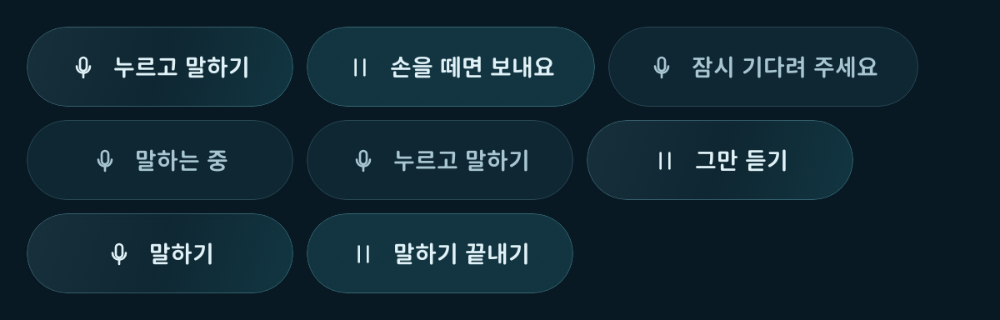 누르고 말하기
손을 떼면 보내요
잠시 기다려 주세요
말하는 중
누르고 말하기
그만 듣기
말하기
말하기 끝내기